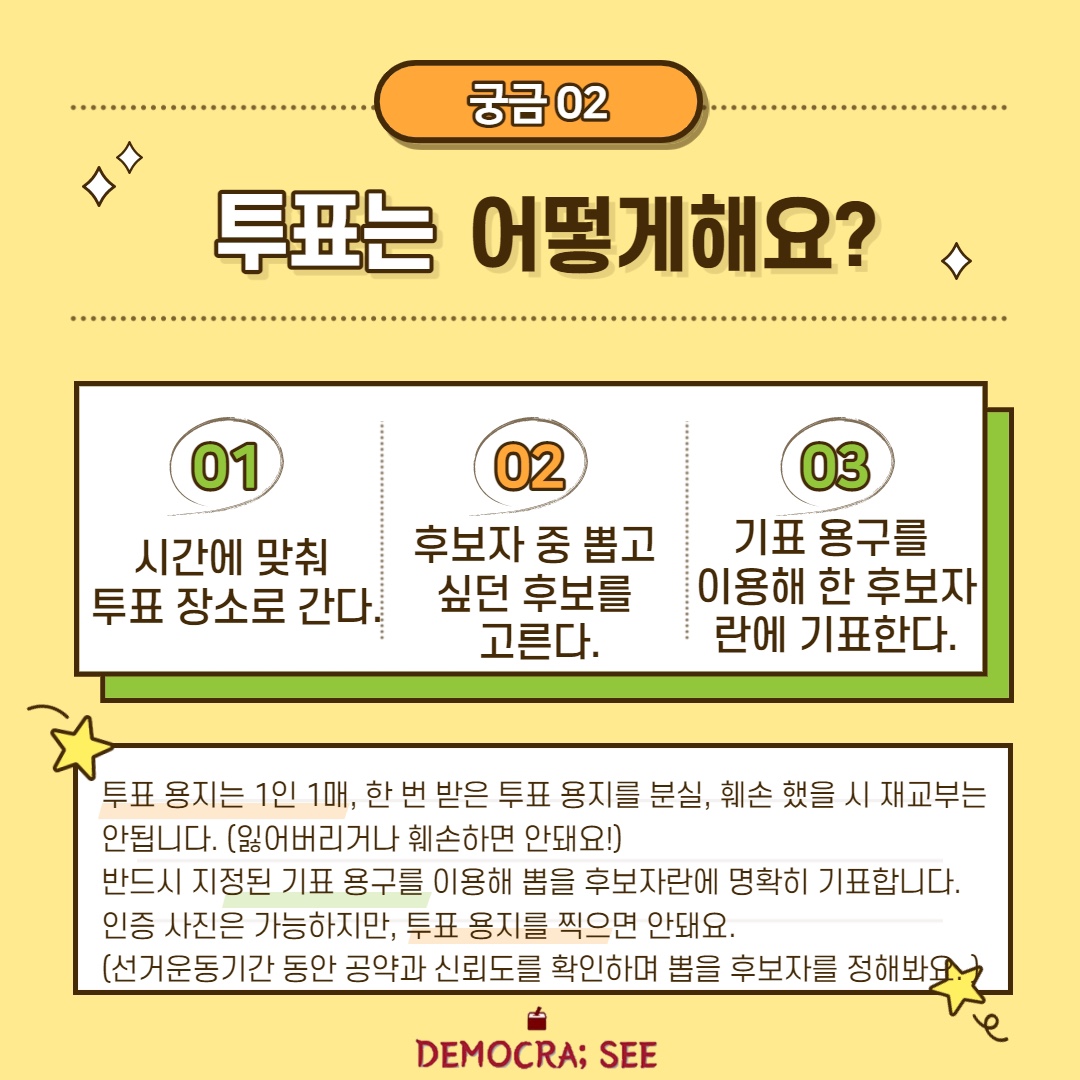 궁금 02
투표는 어떻게해요?
01
시간에 맞춰
투표 장소로 간다.
02
후보자 중 뽑고
싶던 후보를
고른다.
03
기표 용구를
이용해 한 후보자
란에 기표한다.
투표 용지는 1인 1매, 한 번 받은 투표 용지를 분실, 훼손 했을 시 재교부는
안됩니다. (잃어버리거나 훼손하면 안돼요!)
반드시 지정된 기표 용구를 이용해 뽑을 후보자란에 명확히 기표합니다.
인증 사진은 가능하지만, 투표 용지를 찍으면 안돼요.
(선거운동기간 동안 공약과 신뢰도를 확인하며 뽑을 후보자를 정해봐요. )
DEMOCRA; SEE